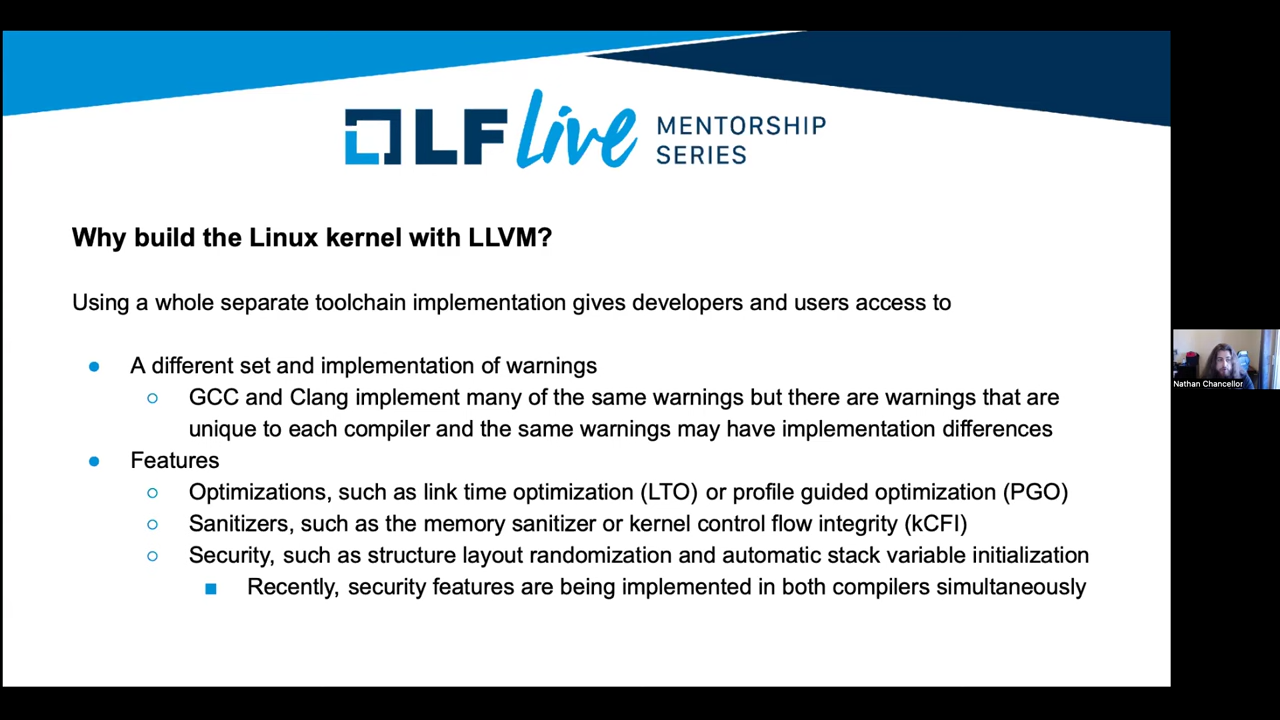 LF Live MENTORSHIP
SERIES
Why build the Linux kernel with LLVM?
Using a whole separate toolchain implementation gives developers and users access to
● A different set and implementation of warnings
○ GCC and Clang implement many of the same warnings but there are warnings that are
unique to each compiler and the same warnings may have implementation differences
● Features
○ Optimizations, such as link time optimization (LTO) or profile guided optimization (PGO)
○ Sanitizers, such as the memory sanitizer or kernel control flow integrity (kCFI)
○ Security, such as structure layout randomization and automatic stack variable initialization
■ Recently, security features are being implemented in both compilers simultaneously
Nathan Chancellor